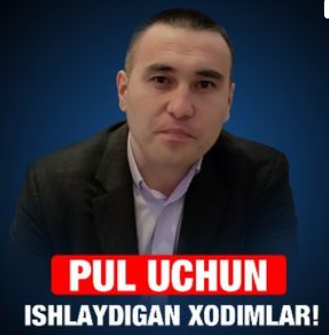 PUL UCHUN
ISHLAYDIGAN XODIMLAR!